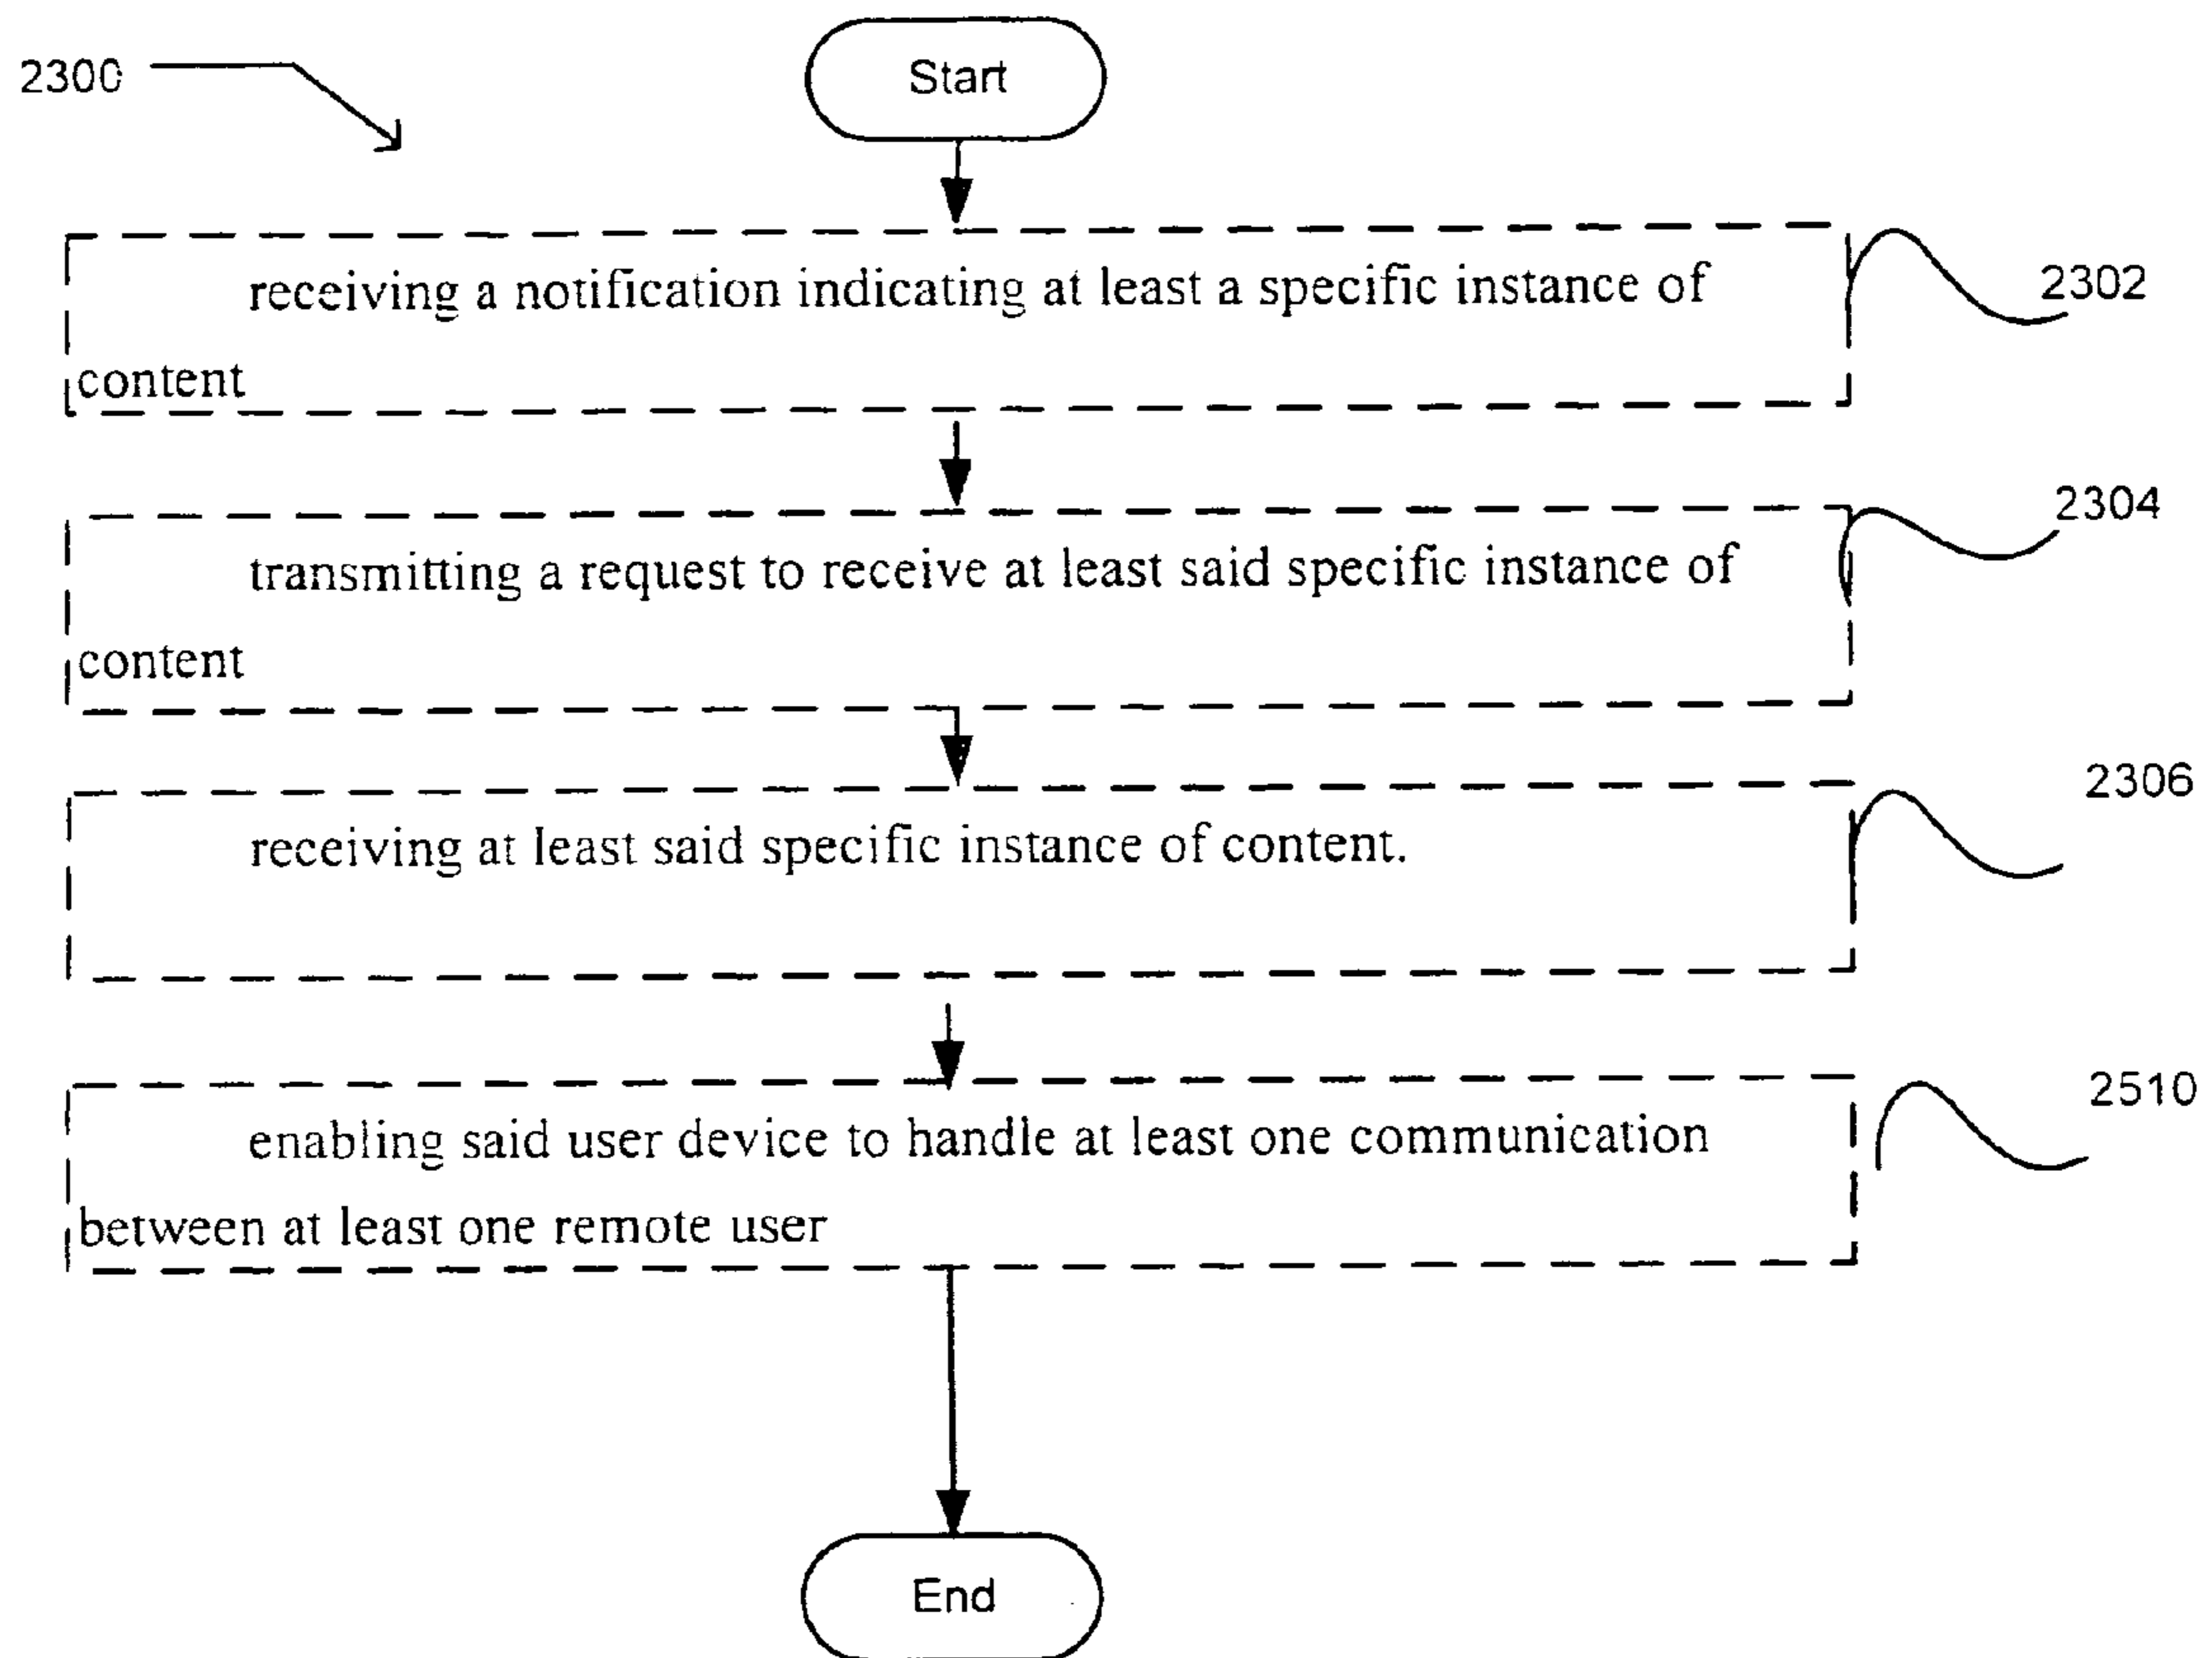 2300
Start
receiving a notification indicating at least a specific instance of
content
2302
transmitting a request to receive at least said specific instance of
content
2304
receiving at least said specific instance of content.
2306
enabling said user device to handle at least one communication
between at least one remote user
2510
End